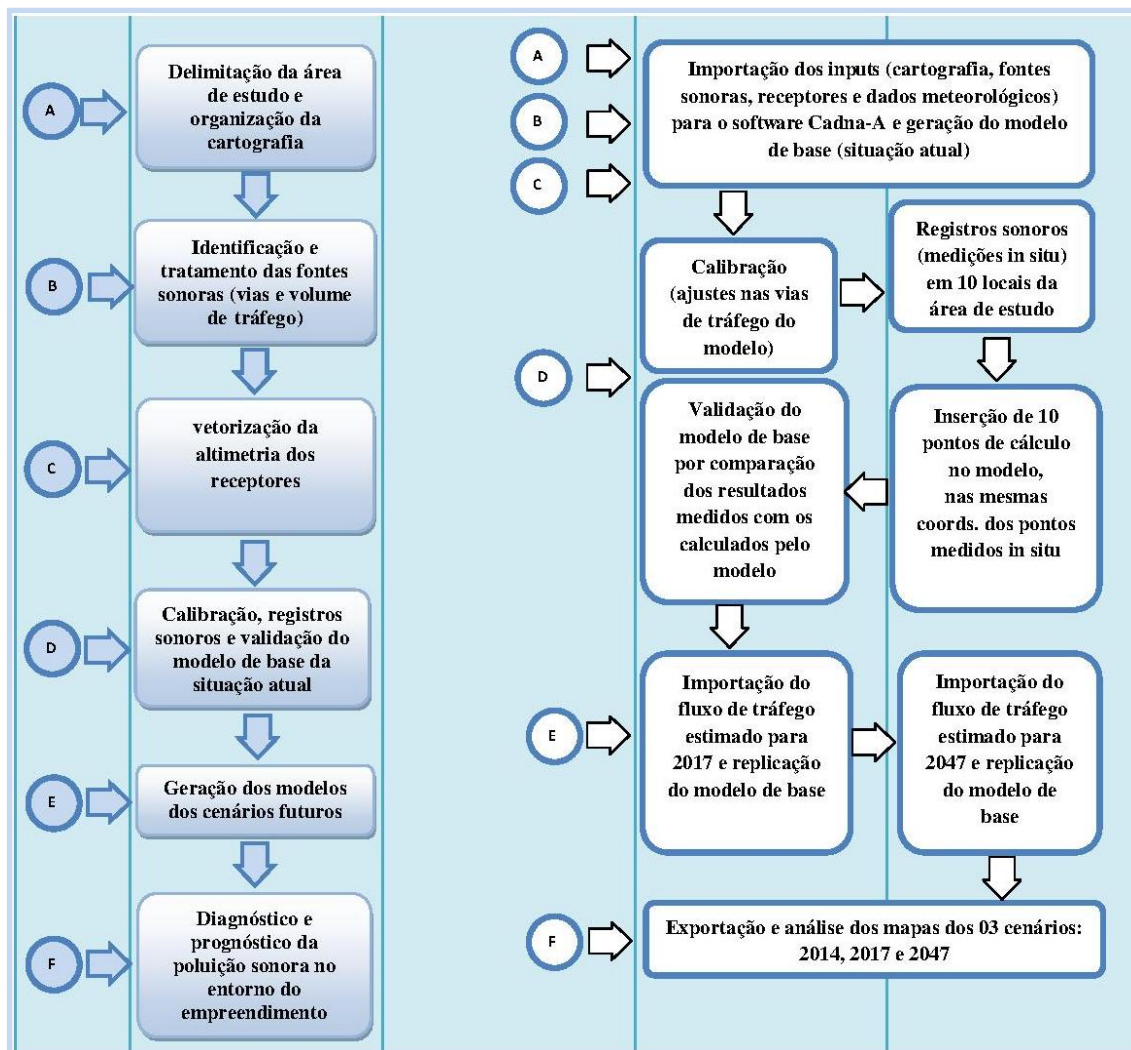 A
Delimitação da área
de estudo e
organização da
cartografia
B
Identificação e
tratamento das fontes
sonoras (vias e volume
de tráfego)
C
vetorização da
altimetria dos
receptores
D
Calibração, registros
sonoros e validação do
modelo de base da
situação atual
E
Geração dos modelos
dos cenários futuros
F
Diagnóstico e
prognóstico da
poluição sonora no
entorno do
empreendimento
A
B
C
Importação dos inputs (cartografia, fontes
sonoras, receptores e dados meteorológicos)
para o software Cadna-A e geração do modelo
de base (situação atual)
Calibração
(ajustes nas vias
de tráfego do
modelo)
Registros sonoros
(medições in situ)
em 10 locais da
área de estudo
D
Validação do
modelo de base
por comparação
dos resultados
medidos com os
calculados pelo
modelo
Inserção de 10
pontos de cálculo
no modelo,
nas mesmas
coords. dos pontos
medidos in situ
E
Importação do
fluxo de tráfego
estimado para
2017 e replicação
do modelo de base
Importação do
fluxo de tráfego
estimado para
2047 e replicação
do modelo de
base
F
Exportação e análise dos mapas dos 03 cenários:
2014, 2017 e 2047